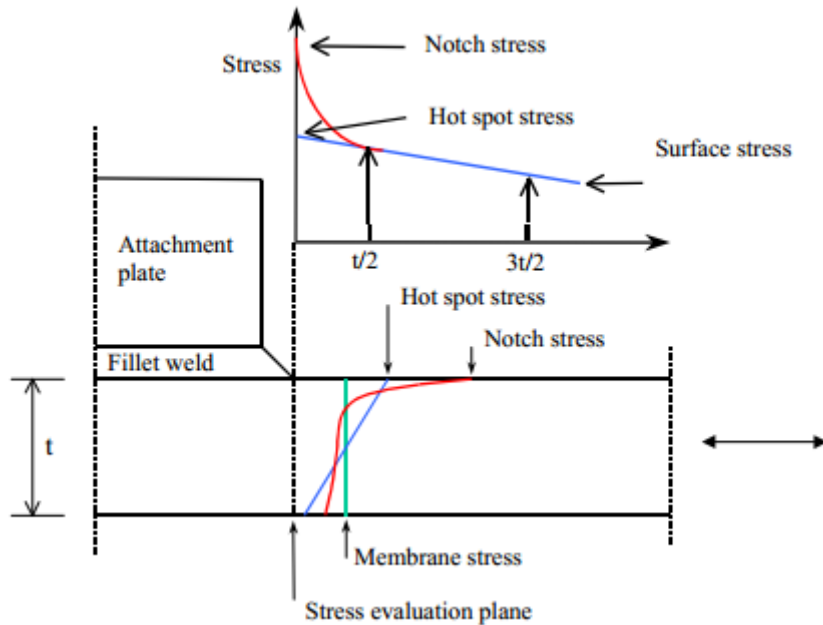 Notch stress
Stress
Hot spot stress
Surface stress
Attachment
plate
t/2
3t/2
Hot spot stress
Notch stress
Fillet weld
t
Membrane stress
Stress evaluation plane